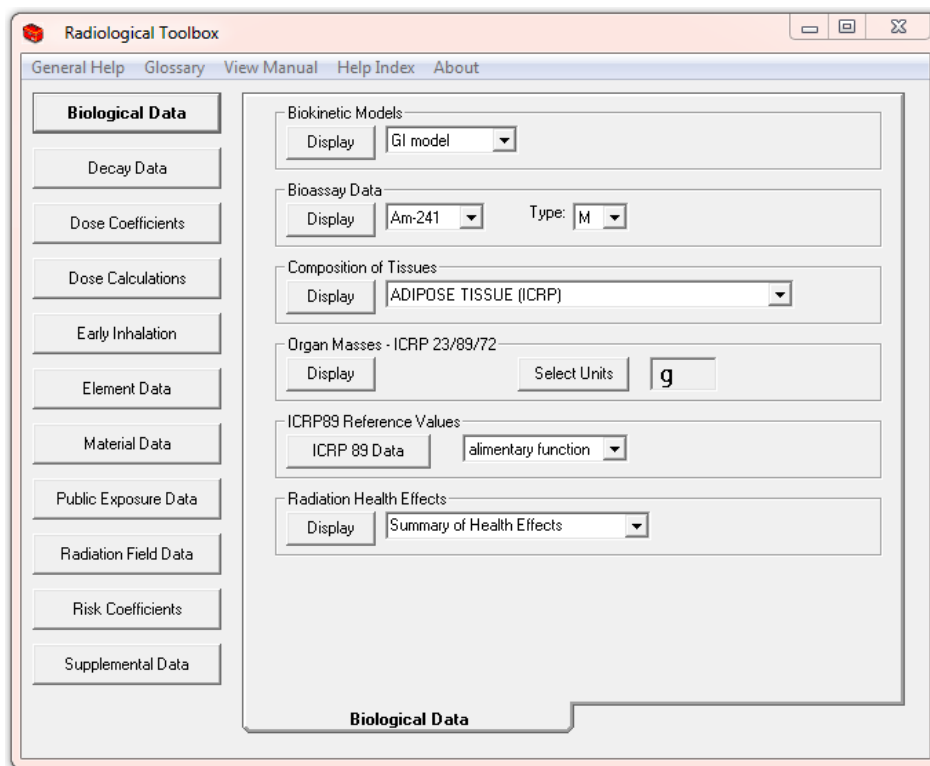 Radiological Toolbox
General Help Glossary View Manual Help Index About
Biological Data
Decay Data
Dose Coefficients
Dose Calculations
Early Inhalation
Element Data
Material Data
Public Exposure Data
Radiation Field Data
Risk Coefficients
Supplemental Data
Biokinetic Models
Display GI model
Bioassay Data
Display Am-241 Type: M
Composition of Tissues
Display ADIPOSE TISSUE (ICRP)
Organ Masses - ICRP 23/89/72
Display Select Units g
ICRP89 Reference Values
ICRP 89 Data alimentary function
Radiation Health Effects
Display Summary of Health Effects
Biological Data